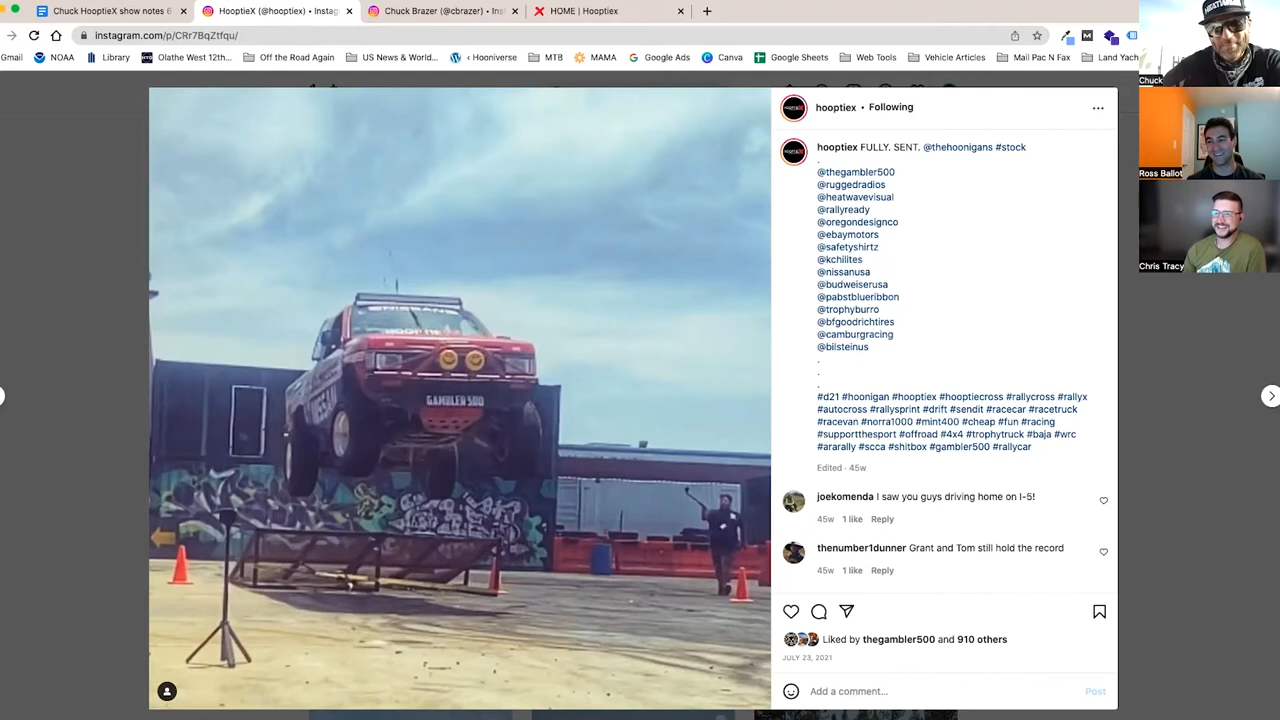 Chuck HooptieX show notes 6
HooptieX (@hooptiex) • Instag
Chuck Brazer (@cbrazer) • Inst
HOME | Hooptiex
instagram.com/p/CRr7BqZtfqu/
Gmail
NOAA
Library
Olathe West 12th...
Off the Road Again
US News & World...
‹ Hooniverse
MTB
MAMA
Google Ads
Canva
Google Sheets
Web Tools
Vehicle Articles
Mail Pac N Fax
Land Yach
HEATWAVE
Chuck
Ross Ballot
Chris Tracy
hooptiex • Following
hooptiex FULLY. SENT. @thehoonigans #stock
.
@thegambler500
@ruggedradios
@heatwavevisual
@rallyready
@oregondesignco
@ebaymotors
@safetyshirtz
@kchilites
@nissanusa
@budweiserusa
@pabstblueribbon
@trophyburro
@bfgoodrichtires
@camburgracing
@bilsteinus
.
.
.
#d21 #hoonigan #hooptiex #hooptiecross #rallycross #rallyx
#autocross #rallysprint #drift #sendit #racecar #racetruck
#racevan #norra1000 #mint400 #cheap #fun #racing
#supportthesport #offroad #4x4 #trophytruck #baja #wrc
#ararally #scca #shitbox #gambler500 #rallycar
Edited · 45w
joekomenda I saw you guys driving home on I-5!
45w 1 like Reply
thenumber1dunner Grant and Tom still hold the record
45w 1 like Reply
Liked by thegambler500 and 910 others
JULY 23, 2021
Add a comment...
Post
GAMBLER 500